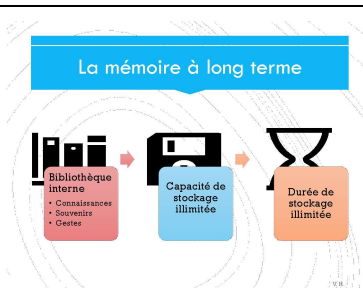 La mémoire à long terme
Bibliothèque
interne
• Connaissances
• Souvenirs
• Gestes
Capacité de
stockage
illimitée
Durée de
stockage
illimitée
V.R.